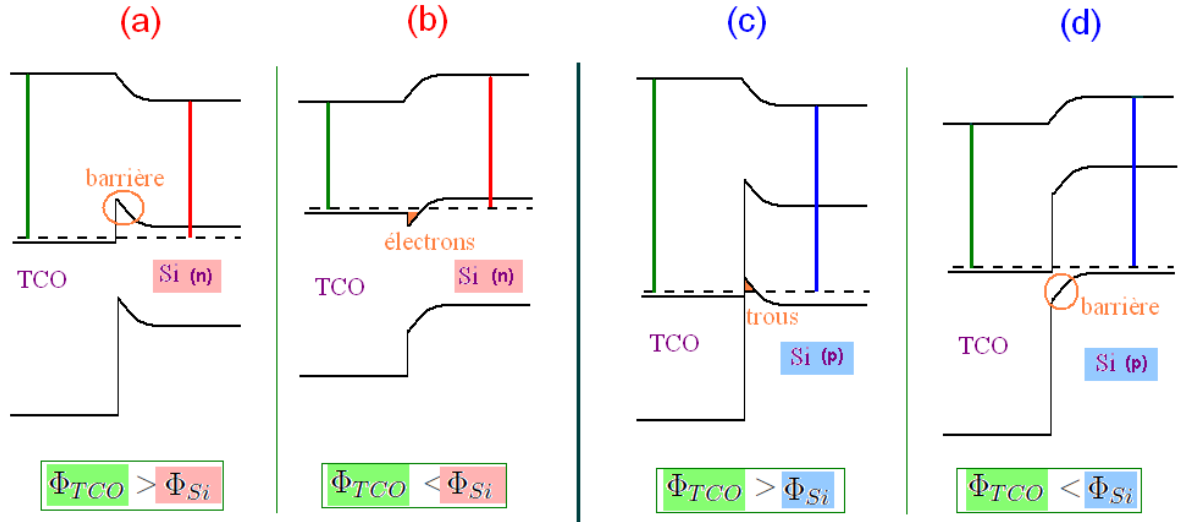 (a)
(b)
(c)
(d)
barrière
électrons
TCO
Si (n)
TCO
Si (n)
trous
TCO
Si (p)
barrière
TCO
Si (p)
Φ_TCO > Φ_Si
Φ_TCO < Φ_Si
Φ_TCO > Φ_Si
Φ_TCO < Φ_Si